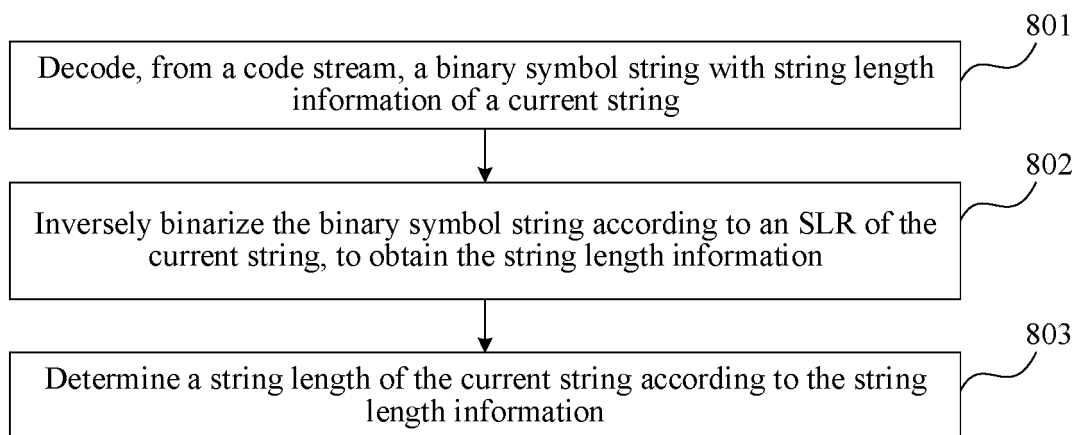 801
Decode, from a code stream, a binary symbol string with string length
information of a current string
802
Inversely binarize the binary symbol string according to an SLR of the
current string, to obtain the string length information
803
Determine a string length of the current string according to the string
length information